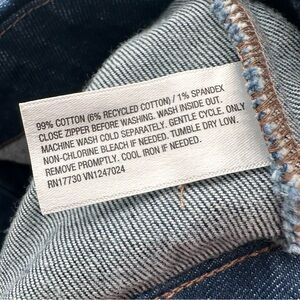 99% COTTON (6% RECYCLED COTTON) / 1% SPANDEX
CLOSE ZIPPER BEFORE WASHING. WASH INSIDE OUT.
MACHINE WASH COLD SEPARATELY. GENTLE CYCLE. ONLY
NON-CHLORINE BLEACH IF NEEDED. TUMBLE DRY LOW.
REMOVE PROMPTLY. COOL IRON IF NEEDED.
RN17730 VN1247024